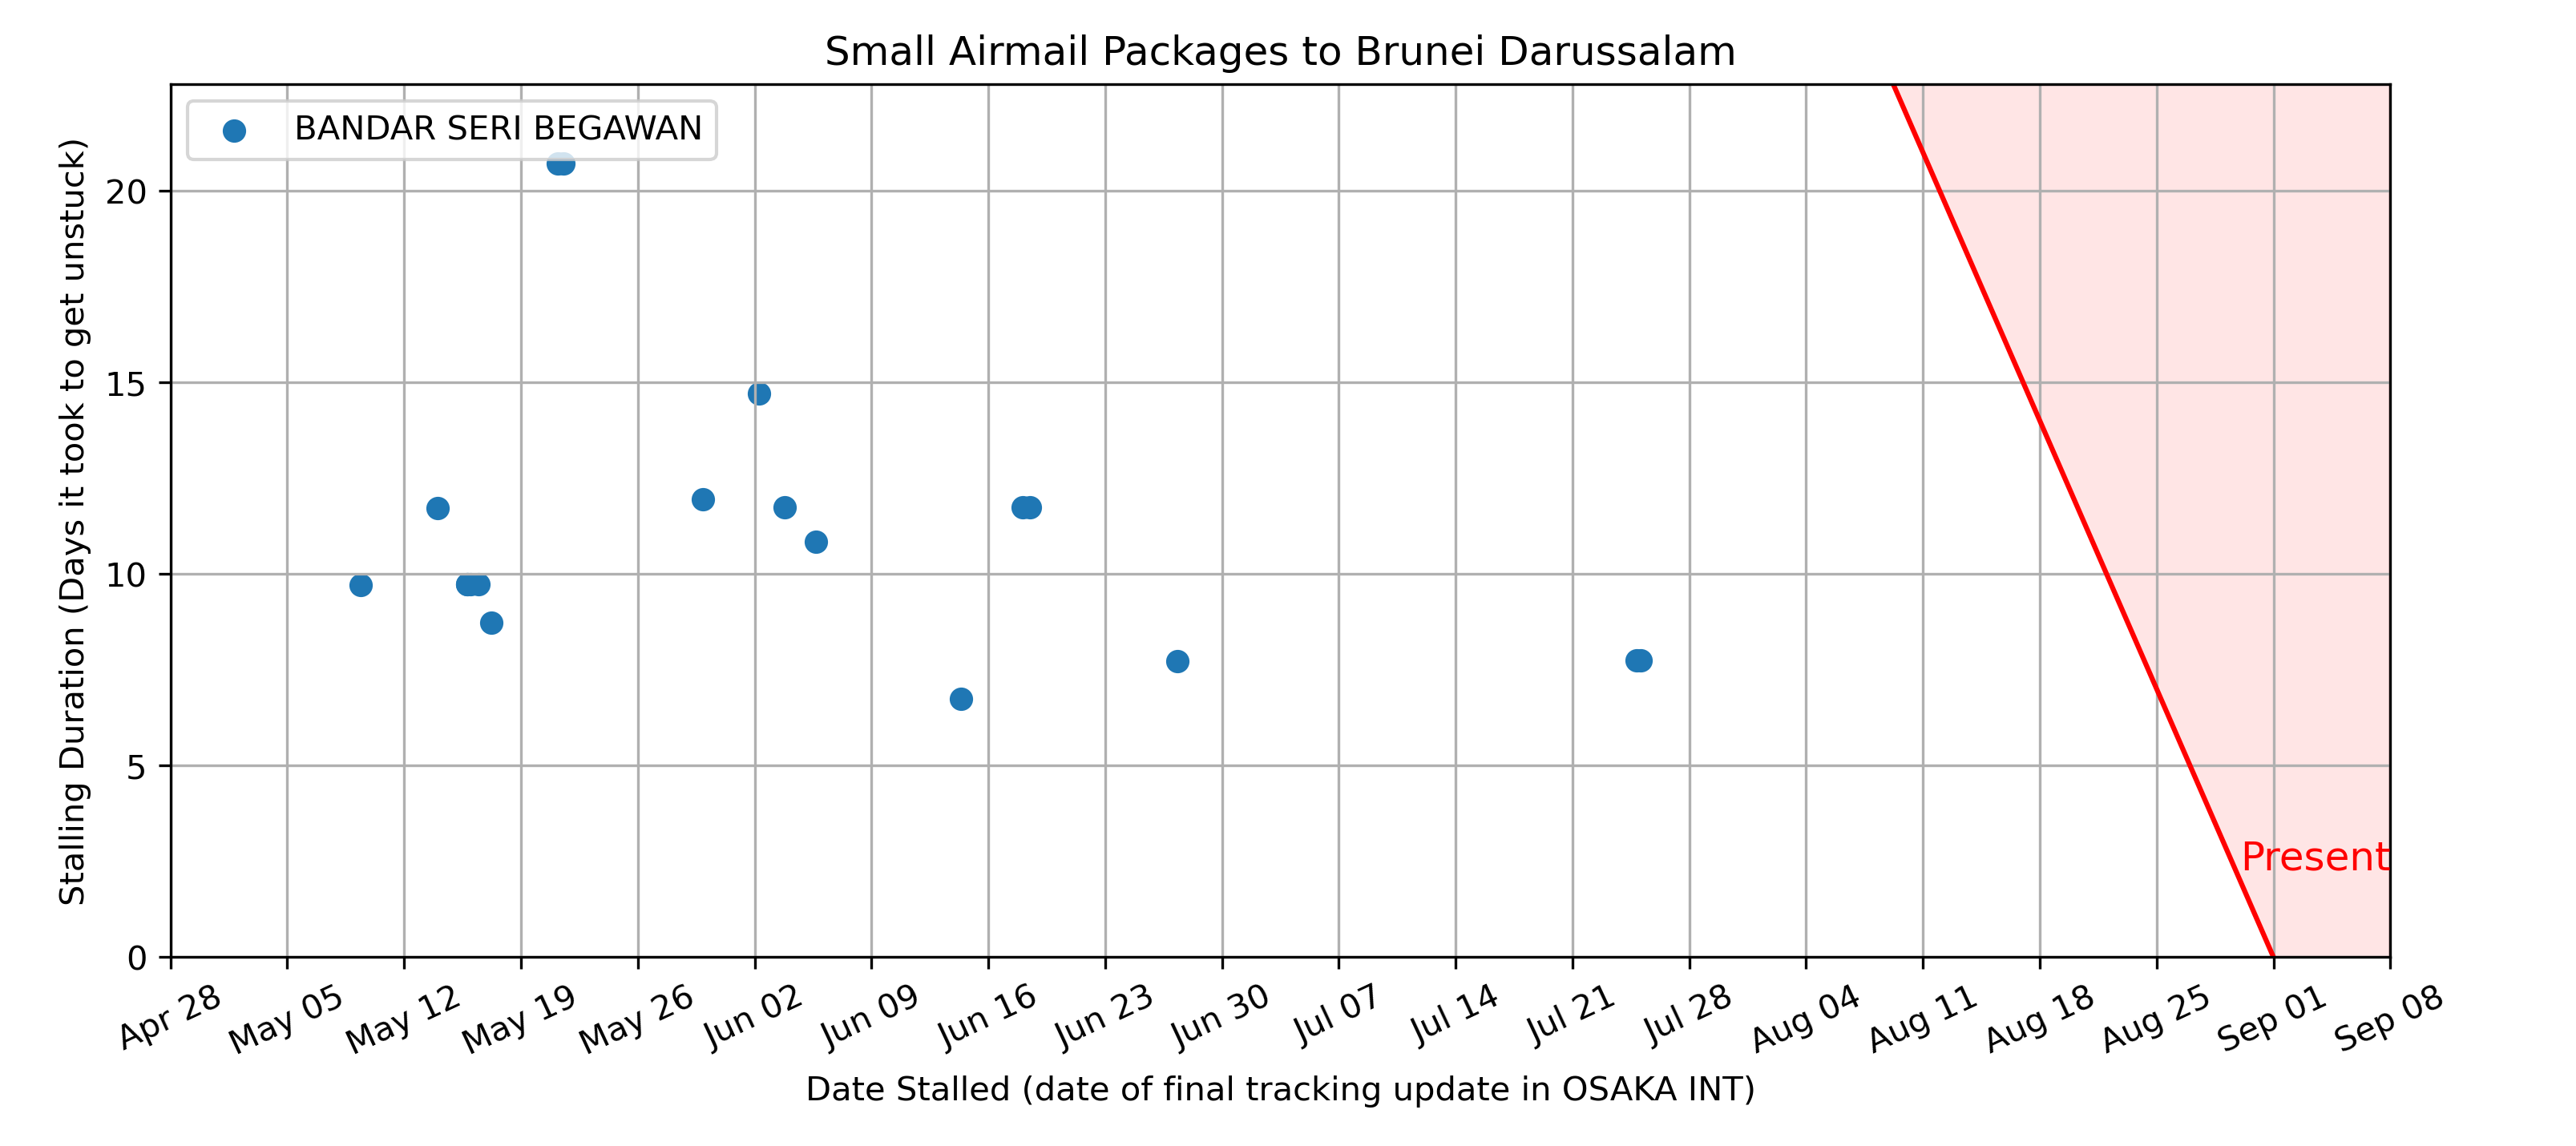 Small Airmail Packages to Brunei Darussalam
BANDAR SERI BEGAWAN
Stalling Duration (Days it took to get unstuck)
20
15
10
5
0
Present
Apr 28
May 05
May 12
May 19
May 26
Jun 02
Jun 09
Jun 16
Jun 23
Jun 30
Jul 07
Jul 14
Jul 21
Jul 28
Aug 04
Aug 11
Aug 18
Aug 25
Sep 01
Sep 08
Date Stalled (date of final tracking update in OSAKA INT)